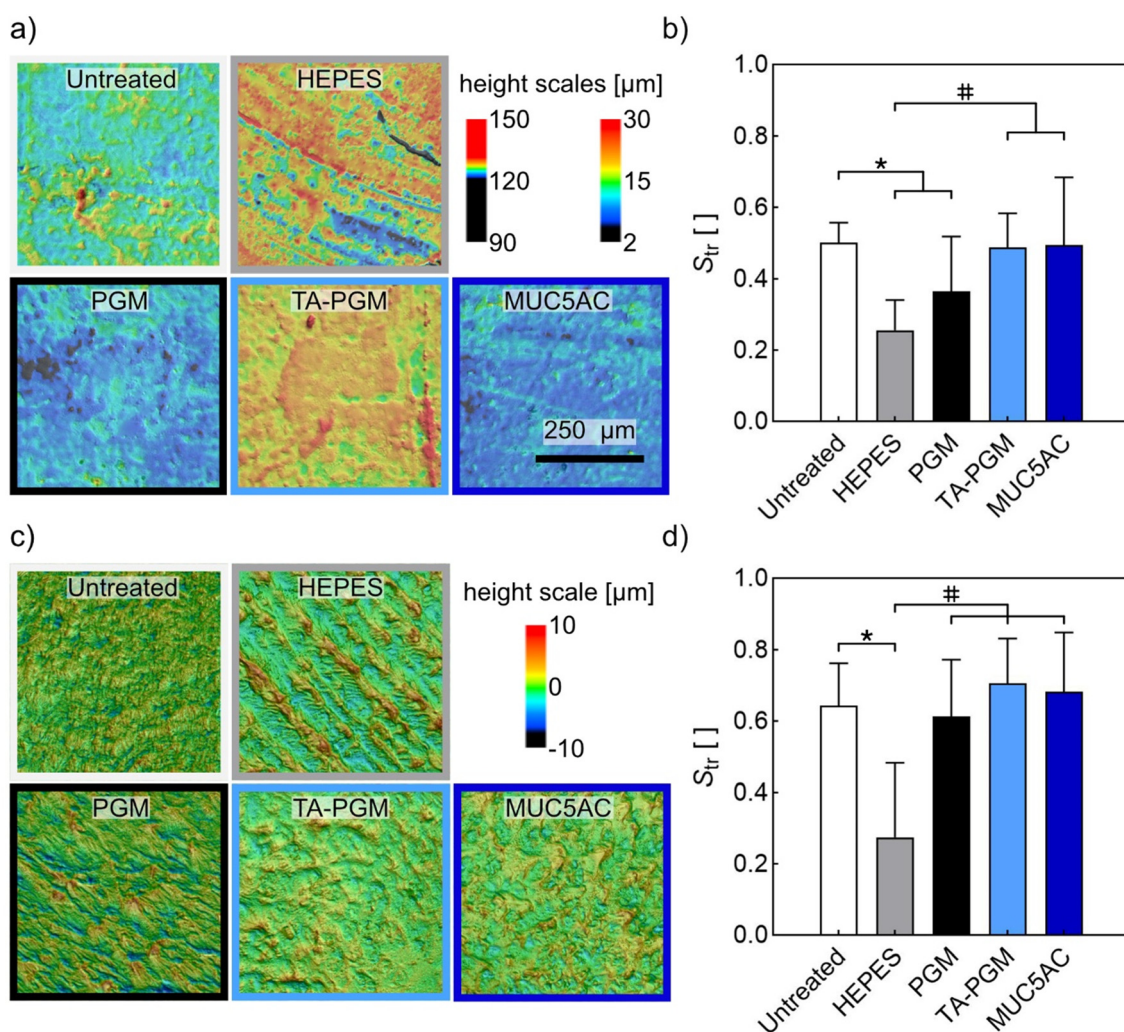 a)
Untreated
HEPES
height scales [µm]
150
120
90
30
15
2
PGM
TA-PGM
MUC5AC
250 µm
b)
1.0
0.8
0.6
0.4
0.2
0.0
Str [ ]
*
#
Untreated
HEPES
PGM
TA-PGM
MUC5AC
c)
Untreated
HEPES
height scale [µm]
10
0
-10
PGM
TA-PGM
MUC5AC
d)
1.0
0.8
0.6
0.4
0.2
0.0
Str [ ]
*
#
Untreated
HEPES
PGM
TA-PGM
MUC5AC